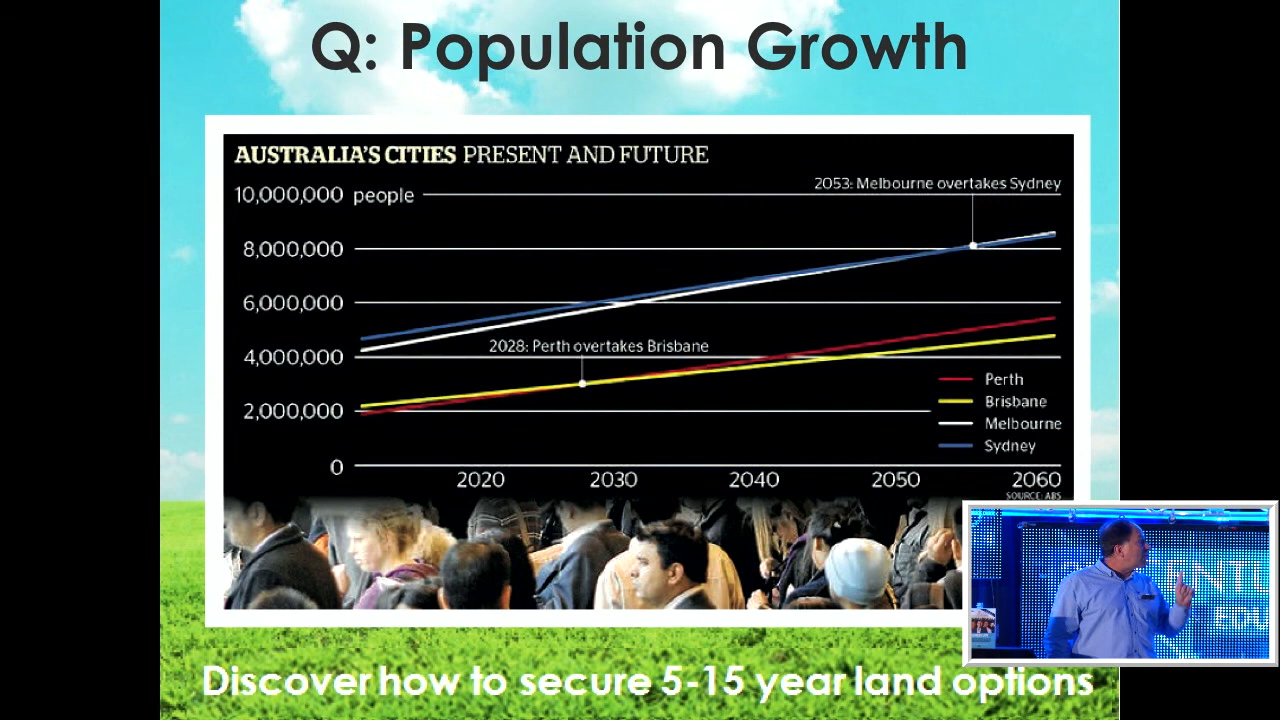 Q: Population Growth
AUSTRALIA'S CITIES PRESENT AND FUTURE
2053: Melbourne overtakes Sydney
10,000,000 people
8,000,000
6,000,000
2028: Perth overtakes Brisbane
4,000,000
Perth
Brisbane
2,000,000
Melbourne
Sydney
0
2020 2030 2040 2050 2060
SOURCE: ABS
Discover how to secure 5-15 year land options